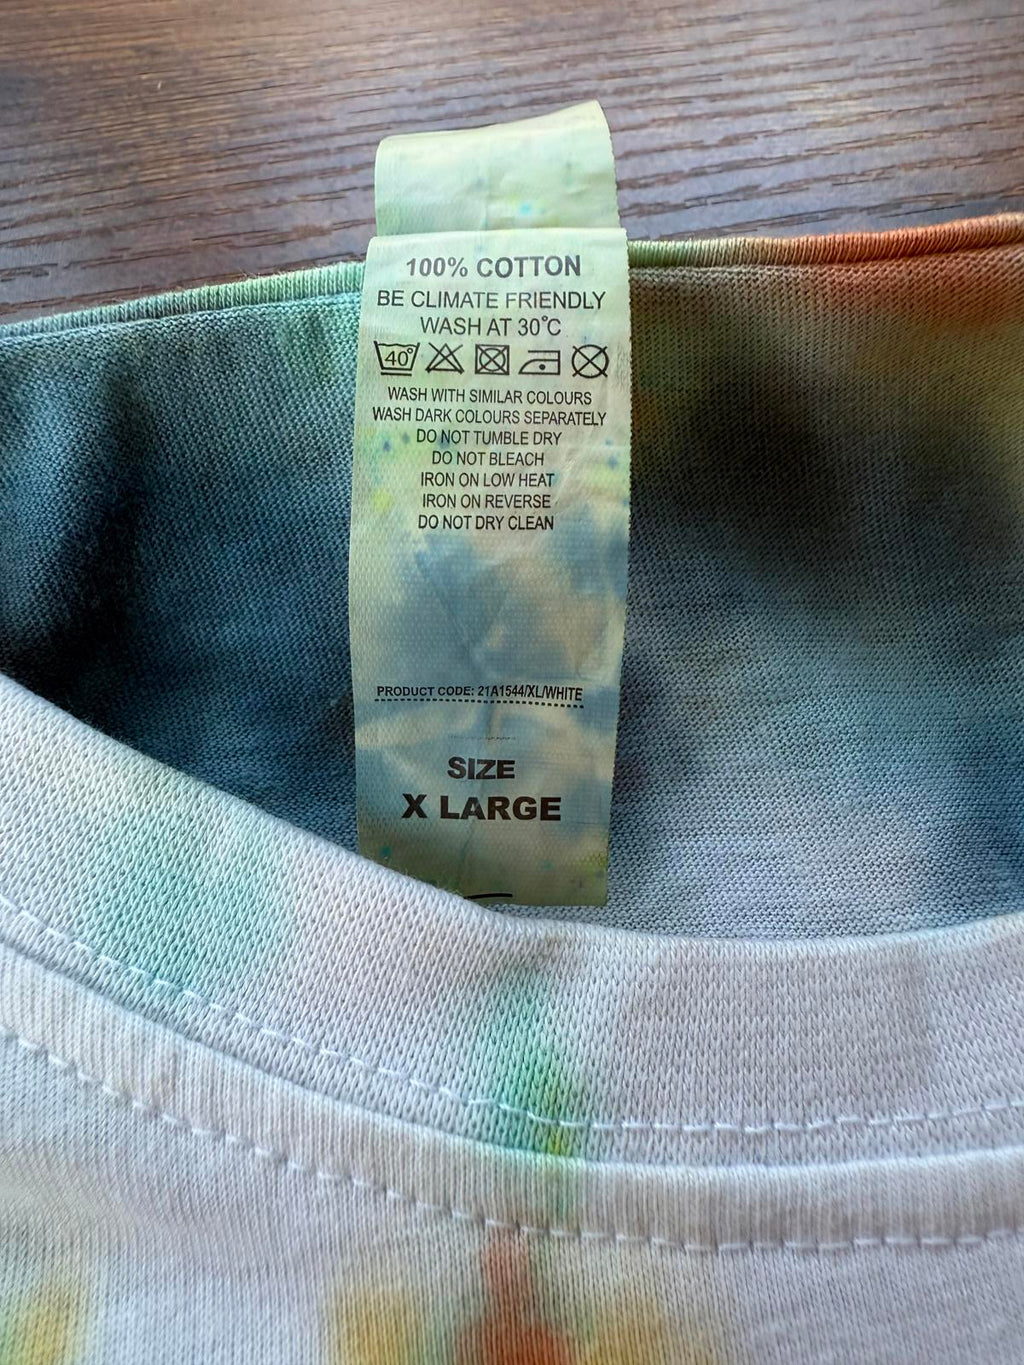 100% COTTON
BE CLIMATE FRIENDLY
WASH AT 30°C
40°
WASH WITH SIMILAR COLOURS
WASH DARK COLOURS SEPARATELY
DO NOT TUMBLE DRY
DO NOT BLEACH
IRON ON LOW HEAT
IRON ON REVERSE
DO NOT DRY CLEAN
PRODUCT CODE: 21A1544/XL/WHITE
SIZE
X LARGE